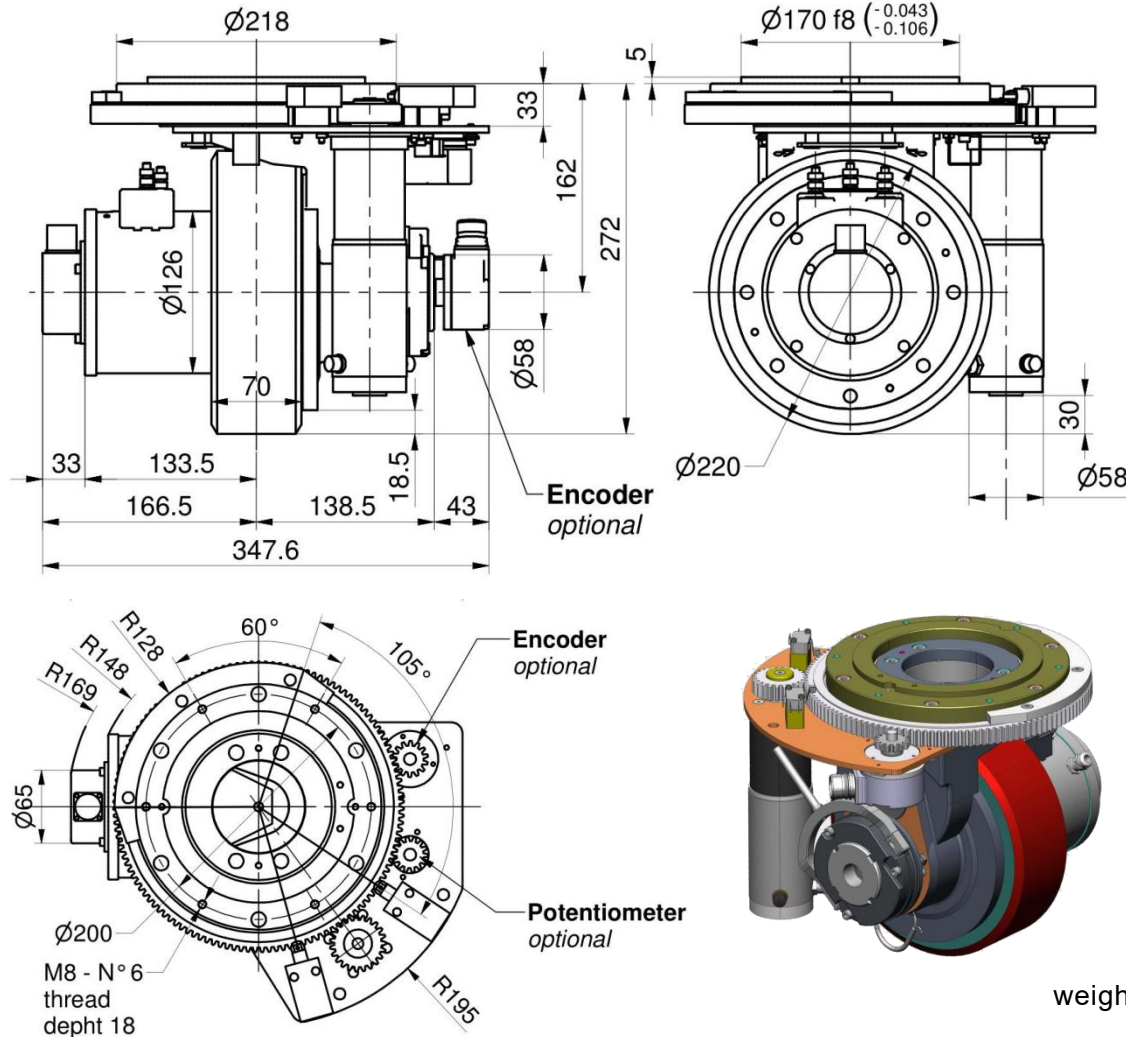 Ø218
33
162
272
Ø126
70
Ø58
18.5
33
133.5
166.5
138.5
43
347.6
Encoder
optional
Ø170 f8 (-0.043
-0.106)
5
Ø220
30
Ø58
R128
R148
R169
60°
105°
Encoder
optional
Ø65
Potentiometer
optional
Ø200
M8 - N°6
thread
depht 18
R195
weigh